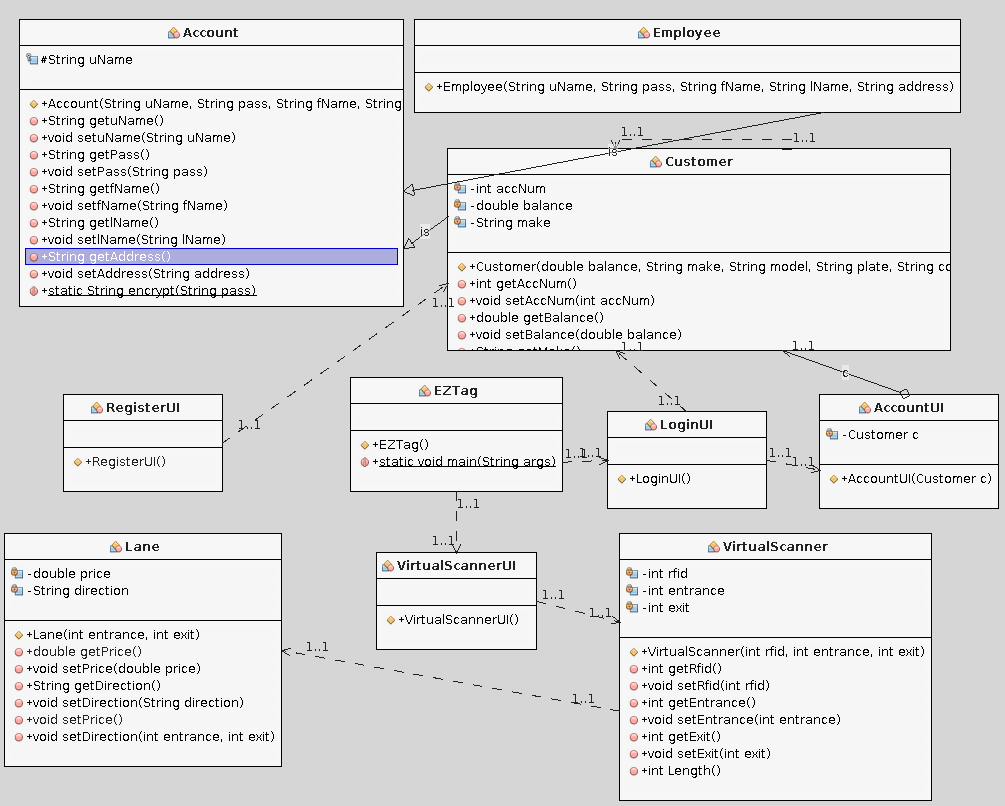 Account
#String uName
+Account(String uName, String pass, String fName, String
+String getuName()
+void setuName(String uName)
+String getPass()
+void setPass(String pass)
+String getfName()
+void setfName(String fName)
+String getlName()
+void setlName(String lName)
+String getAddress()
+void setAddress(String address)
+static String encrypt(String pass)
Employee
+Employee(String uName, String pass, String fName, String lName, String address)
1..1
1..1
is
is
Customer
-int accNum
-double balance
-String make
+Customer(double balance, String make, String model, String plate, String co
+int getAccNum()
+void setAccNum(int accNum)
+double getBalance()
+void setBalance(double balance)
+String getMake()
1..1
1..1
1..1
c
1..1
1..1
RegisterUI
+RegisterUI()
EZTag
+EZTag()
+static void main(String args)
1..1
1..1
LoginUI
+LoginUI()
1..1
1..1
AccountUI
-Customer c
+AccountUI(Customer c)
1..1
1..1
Lane
-double price
-String direction
+Lane(int entrance, int exit)
+double getPrice()
+void setPrice(double price)
+String getDirection()
+void setDirection(String direction)
+void setPrice()
+void setDirection(int entrance, int exit)
VirtualScannerUI
+VirtualScannerUI()
1..1
1..1
1..1
1..1
VirtualScanner
-int rfid
-int entrance
-int exit
+VirtualScanner(int rfid, int entrance, int exit)
+int getRfid()
+void setRfid(int rfid)
+int getEntrance()
+void setEntrance(int entrance)
+int getExit()
+void setExit(int exit)
+int Length()